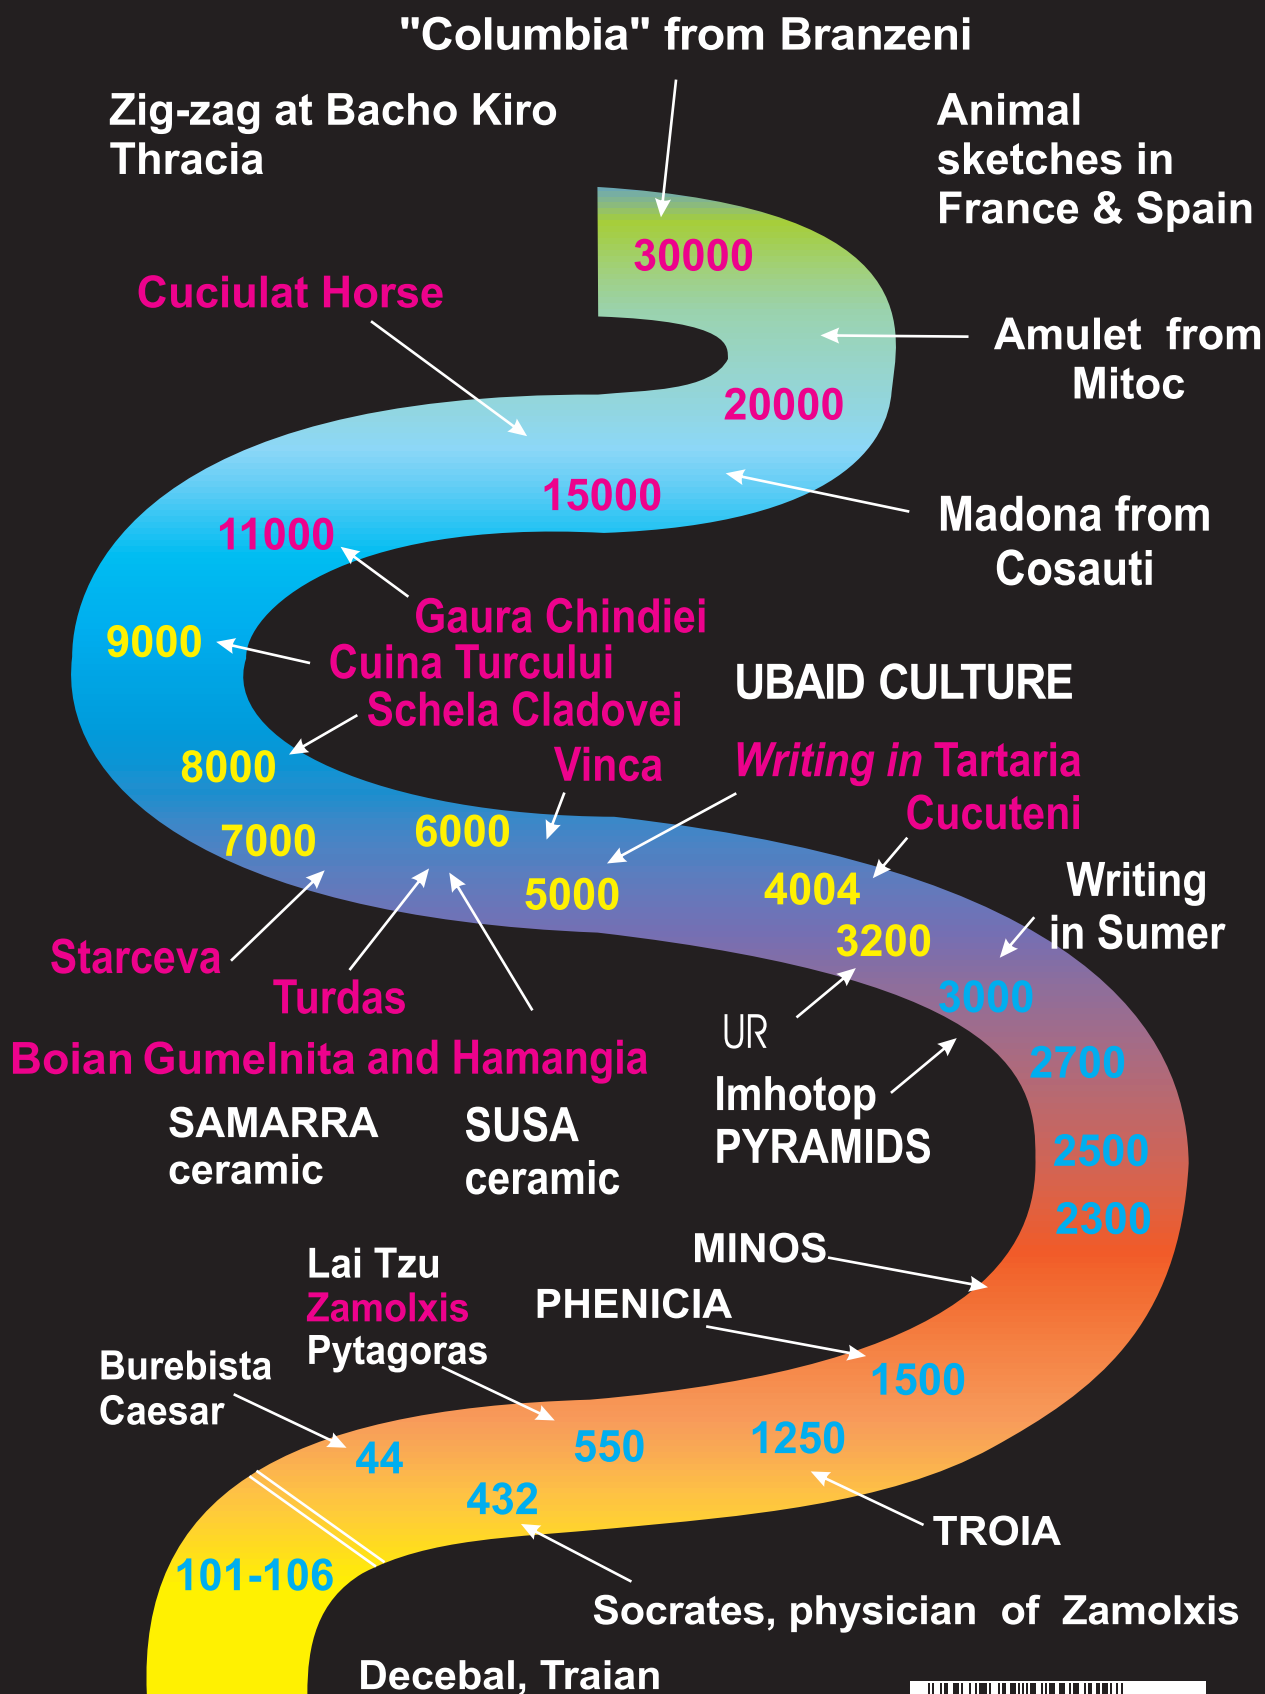 "Columbia" from Branzeni
Zig-zag at Bacho Kiro
Thracia
Animal
sketches in
France & Spain
30000
Cuciulat Horse
Amulet  from
Mitoc
20000
15000
Madona from
Cosauti
11000
Gaura Chindiei
9000
Cuina Turcului
Schela Cladovei
UBAID CULTURE
8000
Vinca
Writing in Tartaria
Cucuteni
7000
6000
5000
4004
Writing
in Sumer
3200
3000
Starceva
Turdas
Boian Gumelnita and Hamangia
UR
2700
Imhotop
PYRAMIDS
SAMARRA
ceramic
SUSA
ceramic
2500
2300
MINOS
PHENICIA
Lai Tzu
Zamolxis
Pytagoras
Burebista
Caesar
1500
1250
550
44
432
TROIA
101-106
Socrates, physician  of  Zamolxis
Decebal, Traian